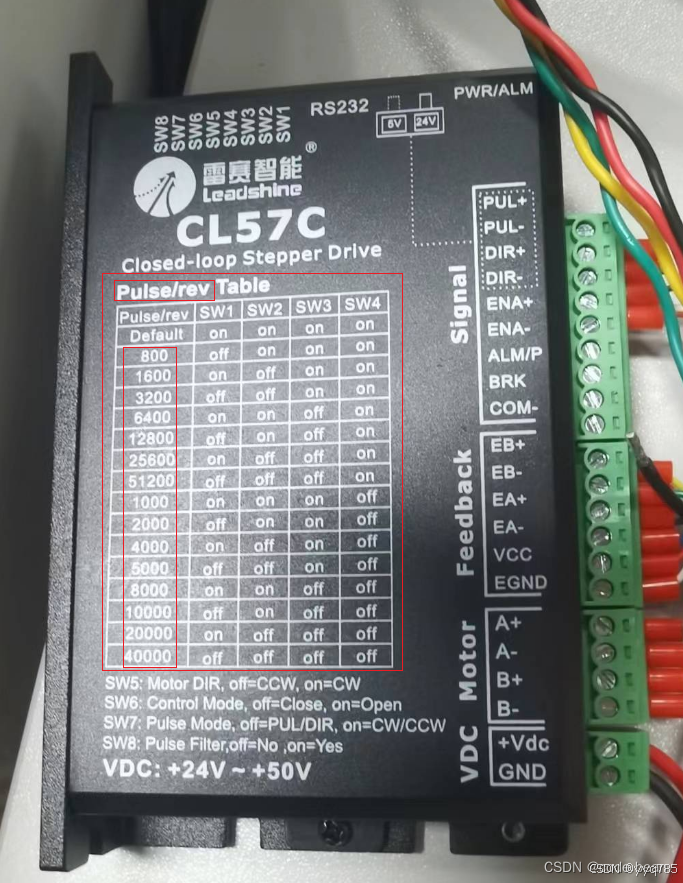 SW8
SW7
SW6
SW5
SW4
SW3
SW2
SW1
RS232
5V 24V
PWR/ALM
雷赛智能®
Leadshine
CL57C
Closed-loop Stepper Drive
Pulse/rev Table
Pulse/rev SW1 SW2 SW3 SW4
Default on on on on
800 off on on on
1600 on off on on
3200 off off on on
6400 on on off on
12800 off on off on
25600 on off off on
51200 off off off on
1000 on on on off
2000 off on on off
4000 on off on off
5000 off off on off
8000 on on off off
10000 off on off off
20000 on off off off
40000 off off off off
SW5: Motor DIR, off=CCW, on=CW
SW6: Control Mode, off=Close, on=Open
SW7: Pulse Mode, off=PUL/DIR, on=CW/CCW
SW8: Pulse Filter,off=No ,on=Yes
VDC: +24V ~ +50V
Signal
PUL+
PUL-
DIR+
DIR-
ENA+
ENA-
ALM/P
BRK
COM-
Feedback
EB+
EB-
EA+
EA-
VCC
EGND
Motor
A+
A-
B+
B-
VDC
+Vdc
GND
CSDN